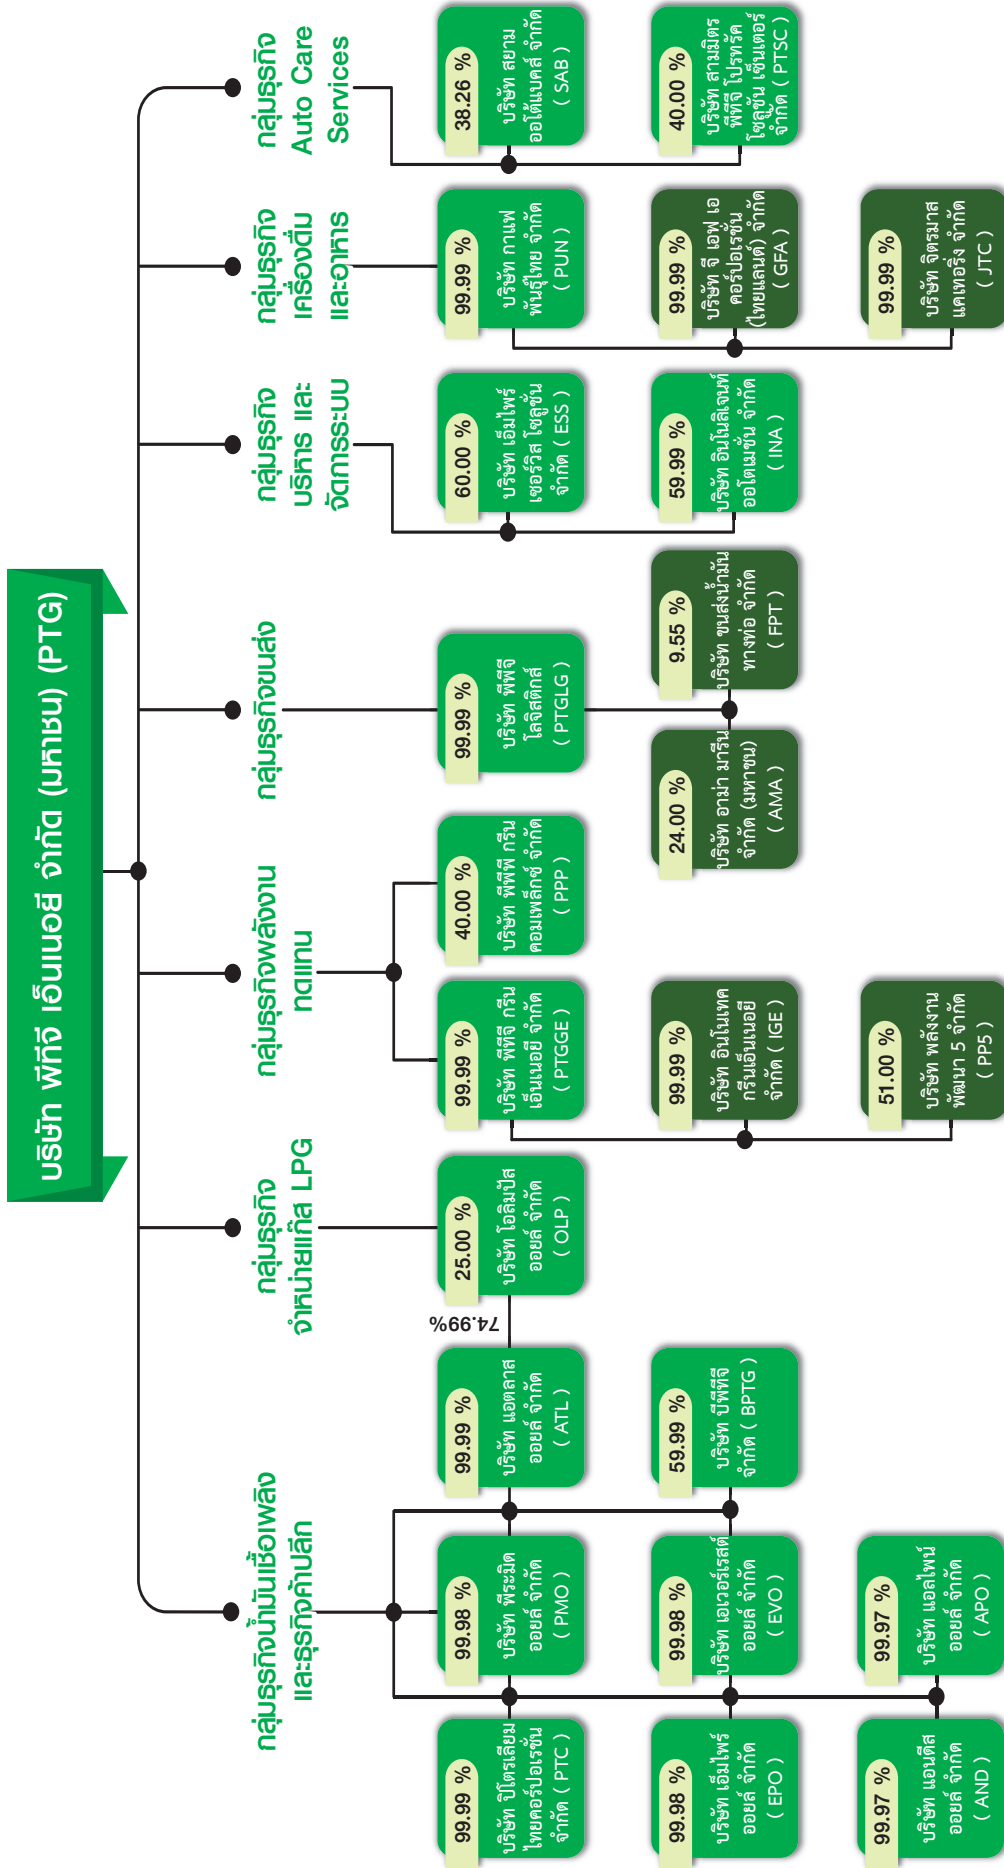 บริษัท พีทีจี เอ็นเนอยี จำกัด (มหาชน) (PTG)
กลุ่มธุรกิจน้ำมันเชื้อเพลิง
และธุรกิจค้าปลีก
99.99 %
บริษัท ปิโตรเลียม
ไทยคอร์ปอเรชั่น
จำกัด ( PTC )
99.98 %
บริษัท พีระมิด
ออยล์ จำกัด
( PMO )
99.99 %
บริษัท แอตลาส
ออยล์ จำกัด
( ATL )
74.99%
99.98 %
บริษัท เอ็มไพร์
ออยล์ จำกัด
( EPO )
99.98 %
บริษัท เอเวอร์เรสต์
ออยล์ จำกัด
( EVO )
59.99 %
บริษัท บีพีทีจี
จำกัด ( BPTG )
99.97 %
บริษัท แอนดีส
ออยล์ จำกัด
( AND )
99.97 %
บริษัท แอลไพน์
ออยล์ จำกัด
( APO )
กลุ่มธุรกิจ
จำหน่ายแก๊ส LPG
25.00 %
บริษัท โอลิมปัส
ออยล์ จำกัด
( OLP )
กลุ่มธุรกิจพลังงาน
ทดแทน
99.99 %
บริษัท พีทีจี กรีน
เอ็นเนอยี จำกัด
( PTGGE )
40.00 %
บริษัท พีพีพี กรีน
คอมเพล็กซ์ จำกัด
( PPP )
99.99 %
บริษัท อินโนเทค
กรีนเอ็นเนอยี
จำกัด ( IGE )
51.00 %
บริษัท พลังงาน
พัฒนา 5 จำกัด
( PP5 )
กลุ่มธุรกิจขนส่ง
99.99 %
บริษัท พีทีจี
โลจิสติกส์
( PTGLG )
24.00 %
บริษัท อาม่า มารีน
จำกัด (มหาชน)
( AMA )
9.55 %
บริษัท ขนส่งน้ำมัน
ทางท่อ จำกัด
( FPT )
กลุ่มธุรกิจ
บริหาร และ
จัดการระบบ
60.00 %
บริษัท เอ็มไพร์
เซอร์วิส โซลูชั่น
จำกัด ( ESS )
59.99 %
บริษัท อินโนลิเจนท์
ออโตเมชั่น จำกัด
( INA )
กลุ่มธุรกิจ
เครื่องดื่ม
และอาหาร
99.99 %
บริษัท กาแฟ
พันธุ์ไทย จำกัด
( PUN )
99.99 %
บริษัท จี เอฟ เอ
คอร์ปอเรชั่น
(ไทยแลนด์) จำกัด
( GFA )
99.99 %
บริษัท จิตรมาส
แคเทอริ่ง จำกัด
( JTC )
กลุ่มธุรกิจ
Auto Care
Services
38.26 %
บริษัท สยาม
ออโต้แบคส์ จำกัด
( SAB )
40.00 %
บริษัท สามมิตร
พีทีจี โปรทรัค
โซลูชั่น เซ็นเตอร์
จำกัด ( PTSC )